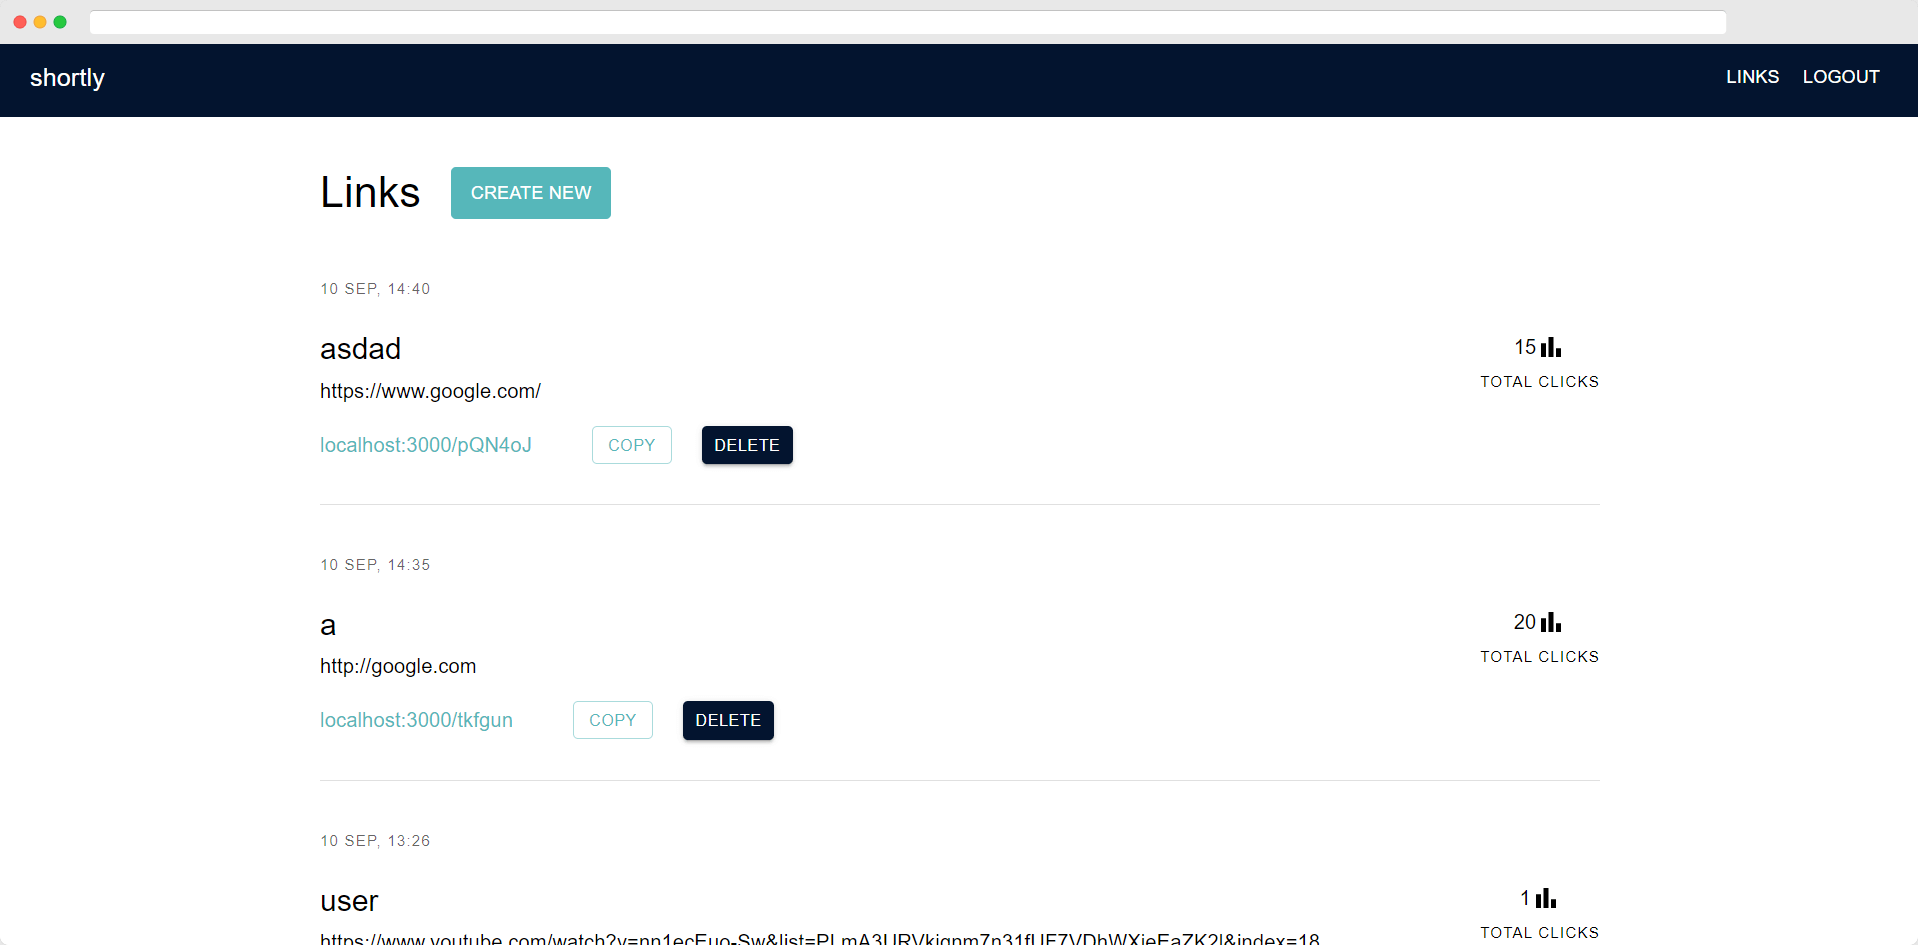 shortly
LINKS LOGOUT
Links CREATE NEW
10 SEP, 14:40
asdad
15
https://www.google.com/
TOTAL CLICKS
localhost:3000/pQN4oJ COPY DELETE
10 SEP, 14:35
a
20
http://google.com
TOTAL CLICKS
localhost:3000/tkfgun COPY DELETE
10 SEP, 13:26
user
1
TOTAL CLICKS